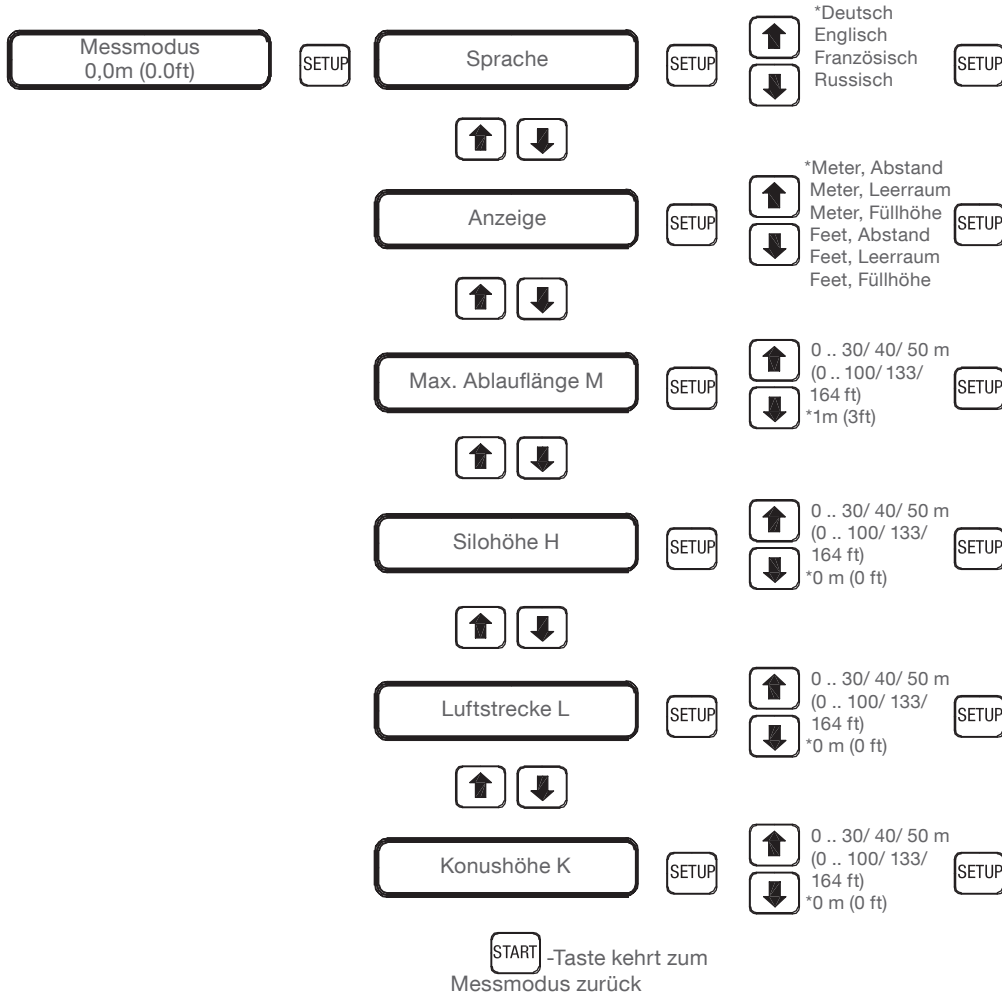 Messmodus
0,0m (0.0ft)
SETUP
Sprache
SETUP
*Deutsch
Englisch
Französisch
Russisch
SETUP
Anzeige
SETUP
*Meter, Abstand
Meter, Leerraum
Meter, Füllhöhe
Feet, Abstand
Feet, Leerraum
Feet, Füllhöhe
SETUP
Max. Ablauflänge M
SETUP
0 .. 30/ 40/ 50 m
(0 .. 100/ 133/
164 ft)
*1m (3ft)
SETUP
Silohöhe H
SETUP
0 .. 30/ 40/ 50 m
(0 .. 100/ 133/
164 ft)
*0 m (0 ft)
SETUP
Luftstrecke L
SETUP
0 .. 30/ 40/ 50 m
(0 .. 100/ 133/
164 ft)
*0 m (0 ft)
SETUP
Konushöhe K
SETUP
0 .. 30/ 40/ 50 m
(0 .. 100/ 133/
164 ft)
*0 m (0 ft)
SETUP
START -Taste kehrt zum
Messmodus zurück